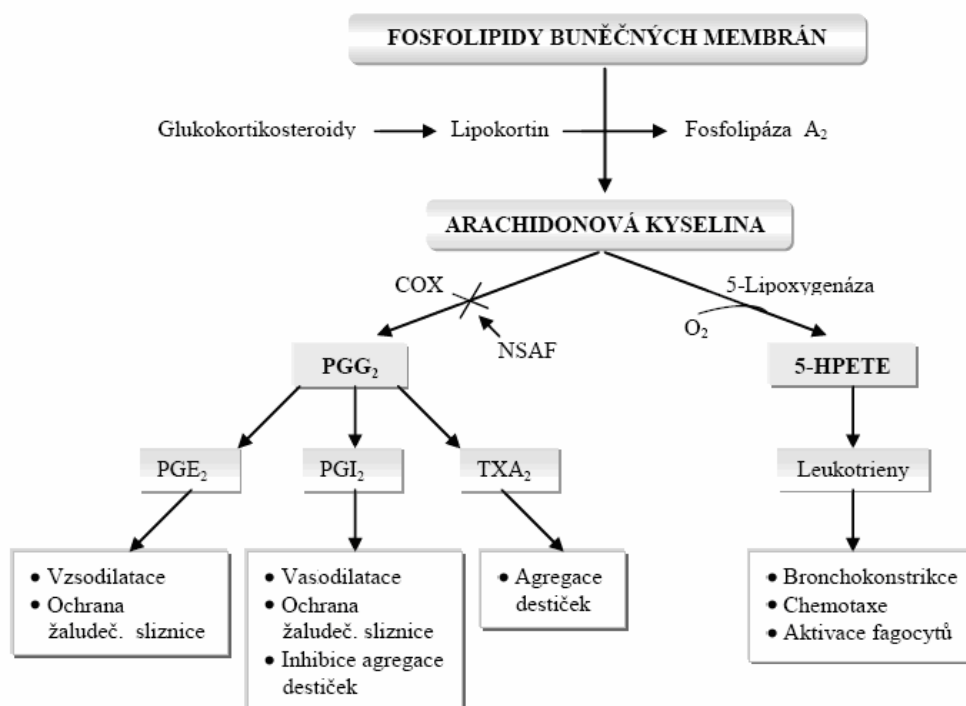 FOSFOLIPIDY BUNĚČNÝCH MEMBRÁN
Glukokortikosteroidy
Lipokortin
Fosfolipáza A₂
ARACHIDONOVÁ KYSELINA
COX
NSAF
5-Lipoxygenáza
O₂
PGG₂
5-HPETE
PGE₂
PGI₂
TXA₂
Leukotrieny
• Vzsodilatace
• Ochrana
žaludeč. sliznice
• Vasodilatace
• Ochrana
žaludeč. sliznice
• Inhibice agregace
destiček
• Agregace
destiček
• Bronchokonstrikce
• Chemotaxe
• Aktivace fagocytů